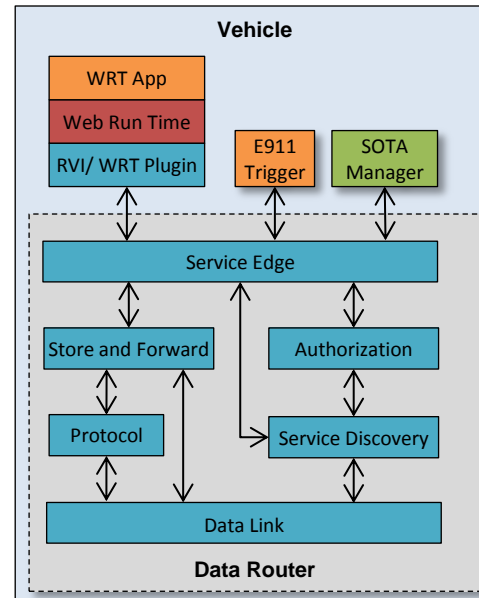 Vehicle
WRT App
Web Run Time
RVI/ WRT Plugin
E911
Trigger
SOTA
Manager
Service Edge
Store and Forward
Authorization
Protocol
Service Discovery
Data Link
Data Router